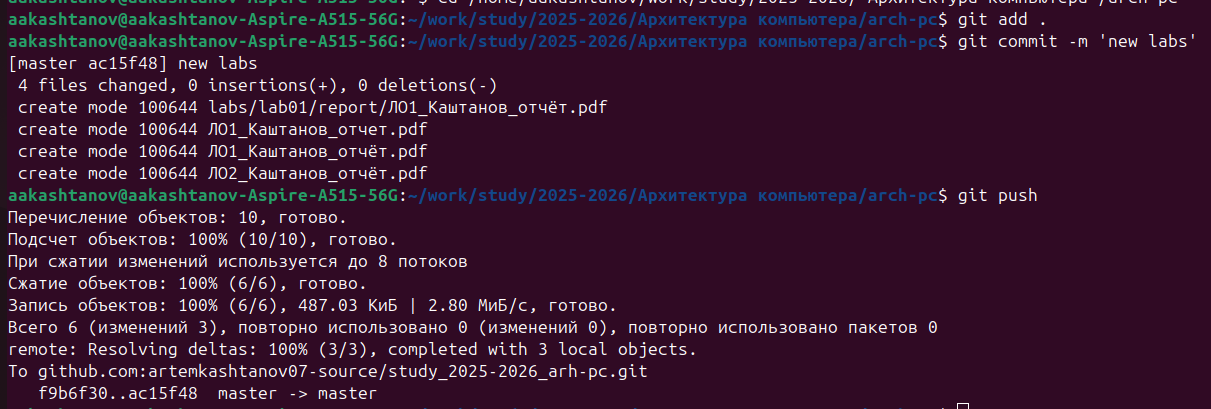 aakashtanov@aakashtanov-Aspire-A515-56G:~/work/study/2025-2026/Архитектура компьютера/arch-pc$ git add .
aakashtanov@aakashtanov-Aspire-A515-56G:~/work/study/2025-2026/Архитектура компьютера/arch-pc$ git commit -m 'new labs'
[master ac15f48] new labs
 4 files changed, 0 insertions(+), 0 deletions(-)
 create mode 100644 labs/lab01/report/ЛО1_Каштанов_отчёт.pdf
 create mode 100644 ЛО1_Каштанов_отчет.pdf
 create mode 100644 ЛО1_Каштанов_отчёт.pdf
 create mode 100644 ЛО2_Каштанов_отчёт.pdf
aakashtanov@aakashtanov-Aspire-A515-56G:~/work/study/2025-2026/Архитектура компьютера/arch-pc$ git push
Перечисление объектов: 10, готово.
Подсчет объектов: 100% (10/10), готово.
При сжатии изменений используется до 8 потоков
Сжатие объектов: 100% (6/6), готово.
Запись объектов: 100% (6/6), 487.03 КиБ | 2.80 МиБ/с, готово.
Всего 6 (изменений 3), повторно использовано 0 (изменений 0), повторно использовано пакетов 0
remote: Resolving deltas: 100% (3/3), completed with 3 local objects.
To github.com:artemkashtanov07-source/study_2025-2026_arh-pc.git
   f9b6f30..ac15f48  master -> master